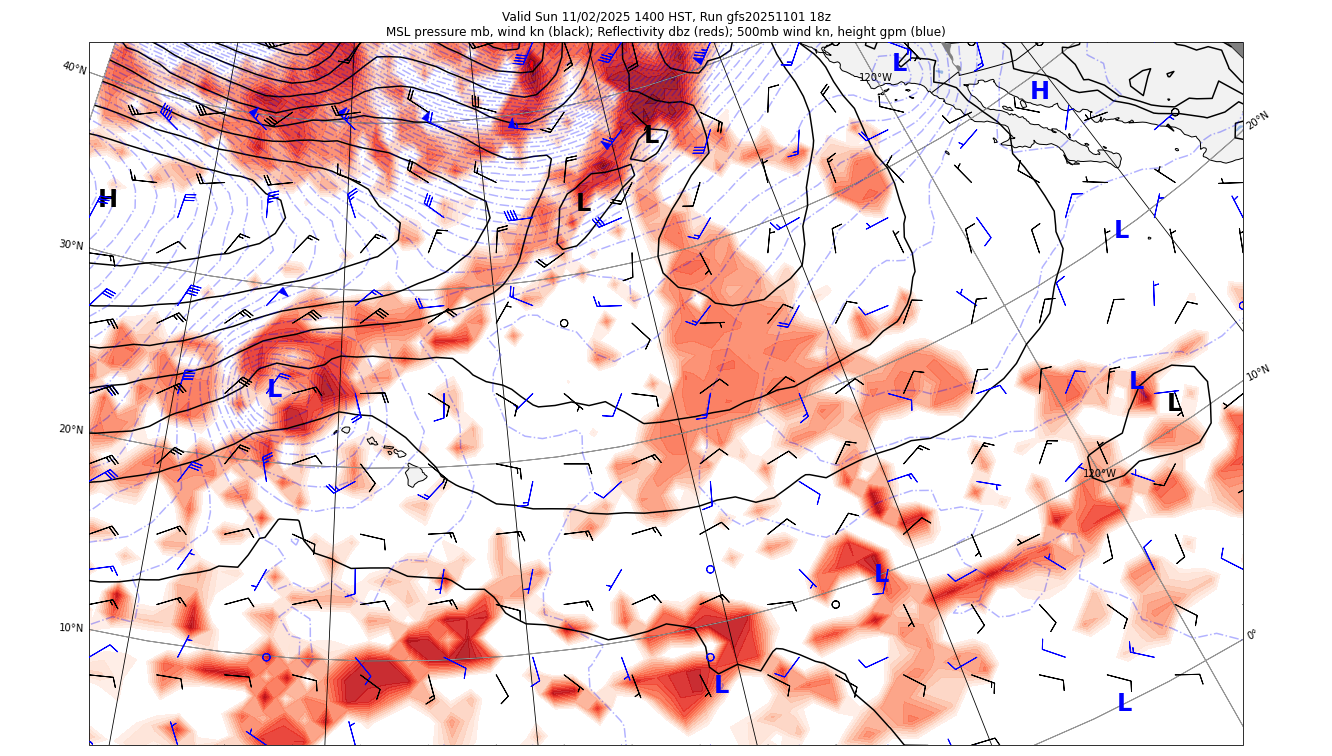 Valid Sun 11/02/2025 1400 HST, Run gfs20251101 18z
MSL pressure mb, wind kn (black); Reflectivity dbz (reds); 500mb wind kn, height gpm (blue)
40°N
L
120°W
H
20°N
L
H
L
L
30°N
10°N
L
L
L
20°N
120°W
L
10°N
0°
L
L